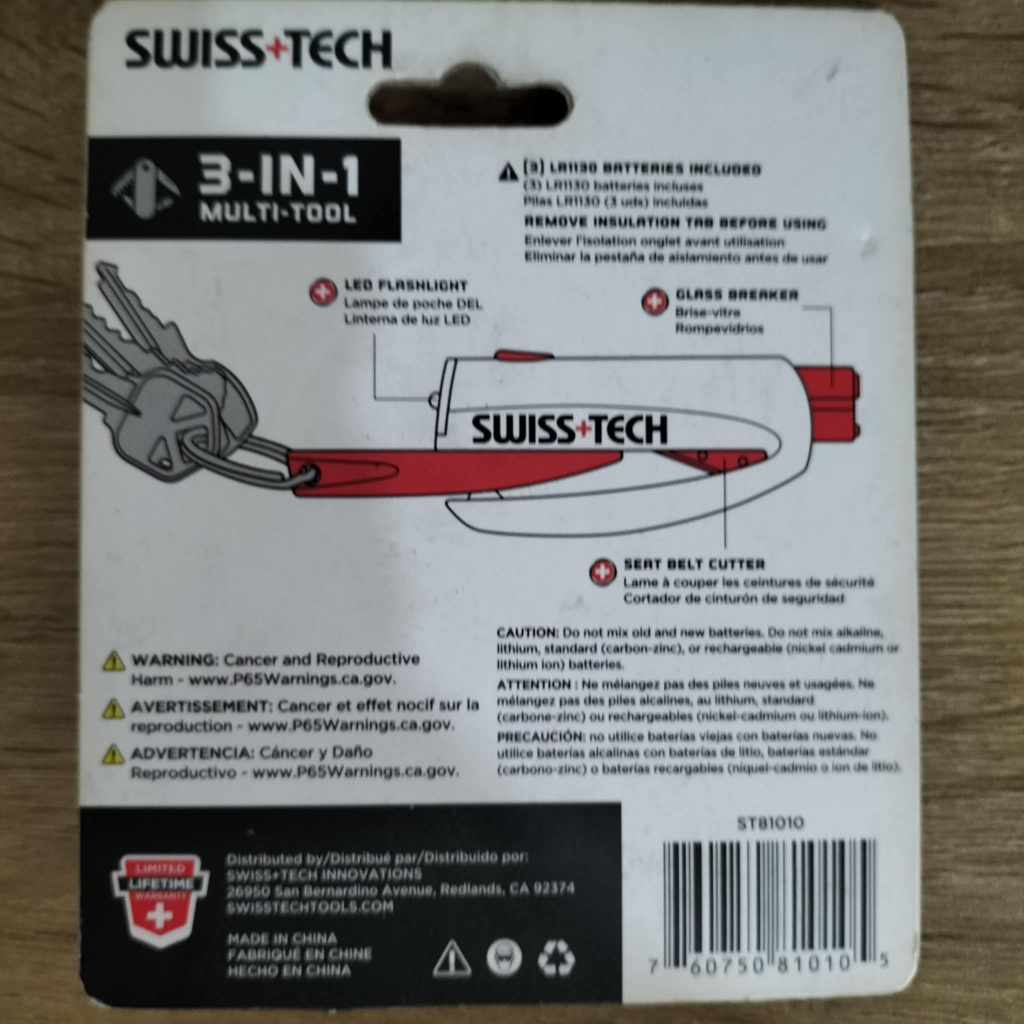 SWISS+TECH
3-IN-1
MULTI-TOOL
(3) LR1130 BATTERIES INCLUDED
(3) LR1130 batteries incluses
Pilas LR1130 (3 uds) incluidas
REMOVE INSULATION TAB BEFORE USING
Enlever l'isolation onglet avant utilisation
Eliminar la pestaña de aislamiento antes de usar
LED FLASHLIGHT
Lampe de poche DEL
Linterna de luz LED
GLASS BREAKER
Brise-vitre
Rompevidrios
SWISS+TECH
SEAT BELT CUTTER
Lame à couper les ceintures de sécurité
Cortador de cinturón de seguridad
WARNING: Cancer and Reproductive
Harm - www.P65Warnings.ca.gov.
AVERTISSEMENT: Cancer et effet nocif sur la
reproduction - www.P65Warnings.ca.gov.
ADVERTENCIA: Cáncer y Daño
Reproductivo - www.P65Warnings.ca.gov.
CAUTION: Do not mix old and new batteries. Do not mix alkaline,
lithium, standard (carbon-zinc), or rechargeable (nickel cadmium or
lithium ion) batteries.
ATTENTION : Ne mélangez pas des piles neuves et usagées. Ne
mélangez pas des piles alcalines, au lithium, standard
(carbone-zinc) ou rechargeables (nickel-cadmium ou lithium-ion).
PRECAUCIÓN: no utilice baterías viejas con baterías nuevas. No
utilice baterías alcalinas con baterías de litio, baterías estándar
(carbono-zinc) o baterías recargables (níquel-cadmio o ion de litio).
LIMITED
LIFETIME
WARRANTY
Distributed by/Distribué par/Distribuido por:
SWISS+TECH INNOVATIONS
26950 San Bernardino Avenue, Redlands, CA 92374
SWISSTECHTOOLS.COM
MADE IN CHINA
FABRIQUÉ EN CHINE
HECHO EN CHINA
ST81010
7 60750 81010 5